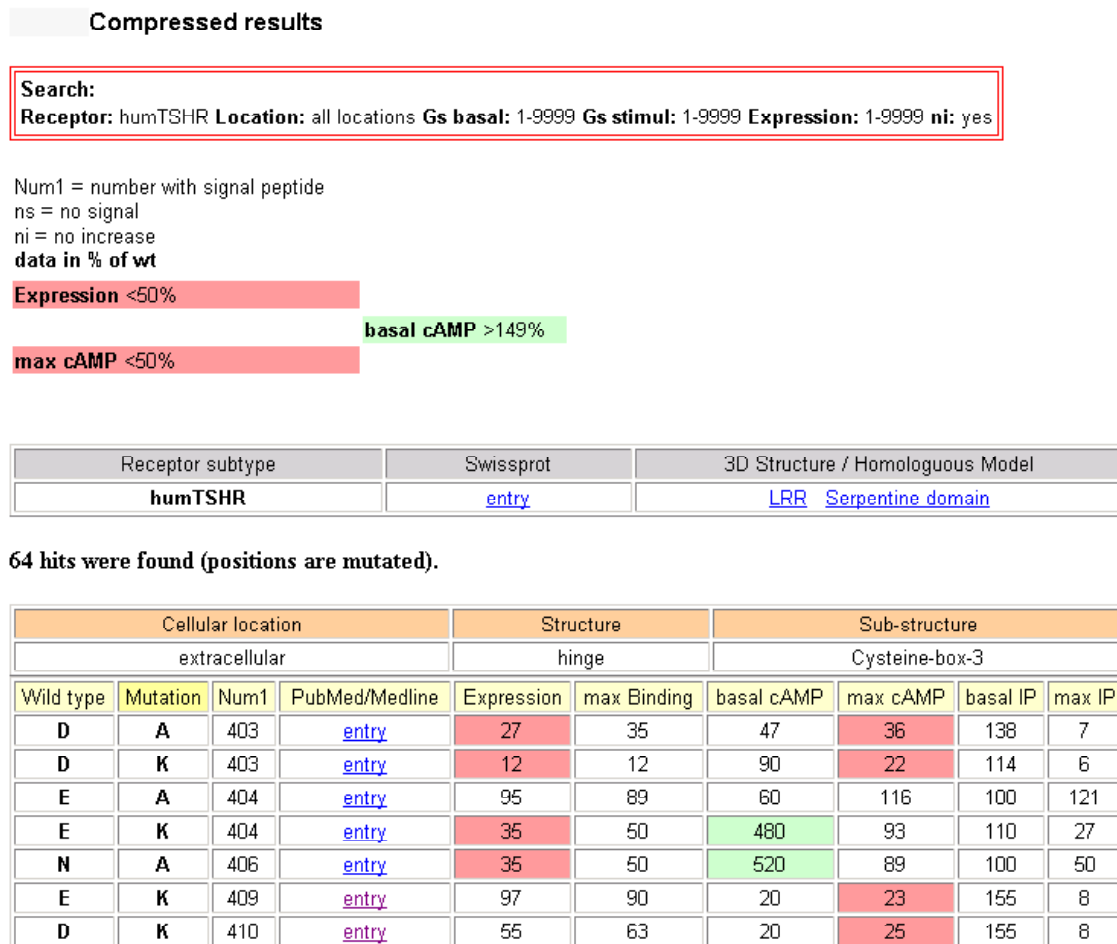 Compressed results
Search:
Receptor: humTSHR Location: all locations Gs basal: 1-9999 Gs stimul: 1-9999 Expression: 1-9999 ni: yes
Num1 = number with signal peptide
ns = no signal
ni = no increase
data in % of wt
Expression <50%
basal cAMP >149%
max cAMP <50%
Receptor subtype Swissprot 3D Structure / Homologuous Model
humTSHR entry LRR Serpentine domain
64 hits were found (positions are mutated).
Cellular location Structure Sub-structure
extracellular hinge Cysteine-box-3
Wild type Mutation Num1 PubMed/Medline Expression max Binding basal cAMP max cAMP basal IP max IP
D A 403 entry 27 35 47 36 138 7
D K 403 entry 12 12 90 22 114 6
E A 404 entry 95 89 60 116 100 121
E K 404 entry 35 50 480 93 110 27
N A 406 entry 35 50 520 89 100 50
E K 409 entry 97 90 20 23 155 8
D K 410 entry 55 63 20 25 155 8